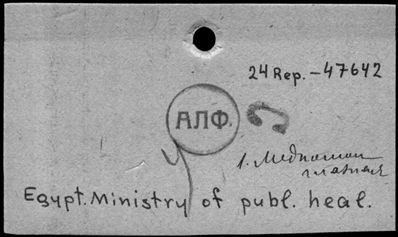 24 Rep. - 47642
АЛФ.
Egypt. Ministry of publ. heal.